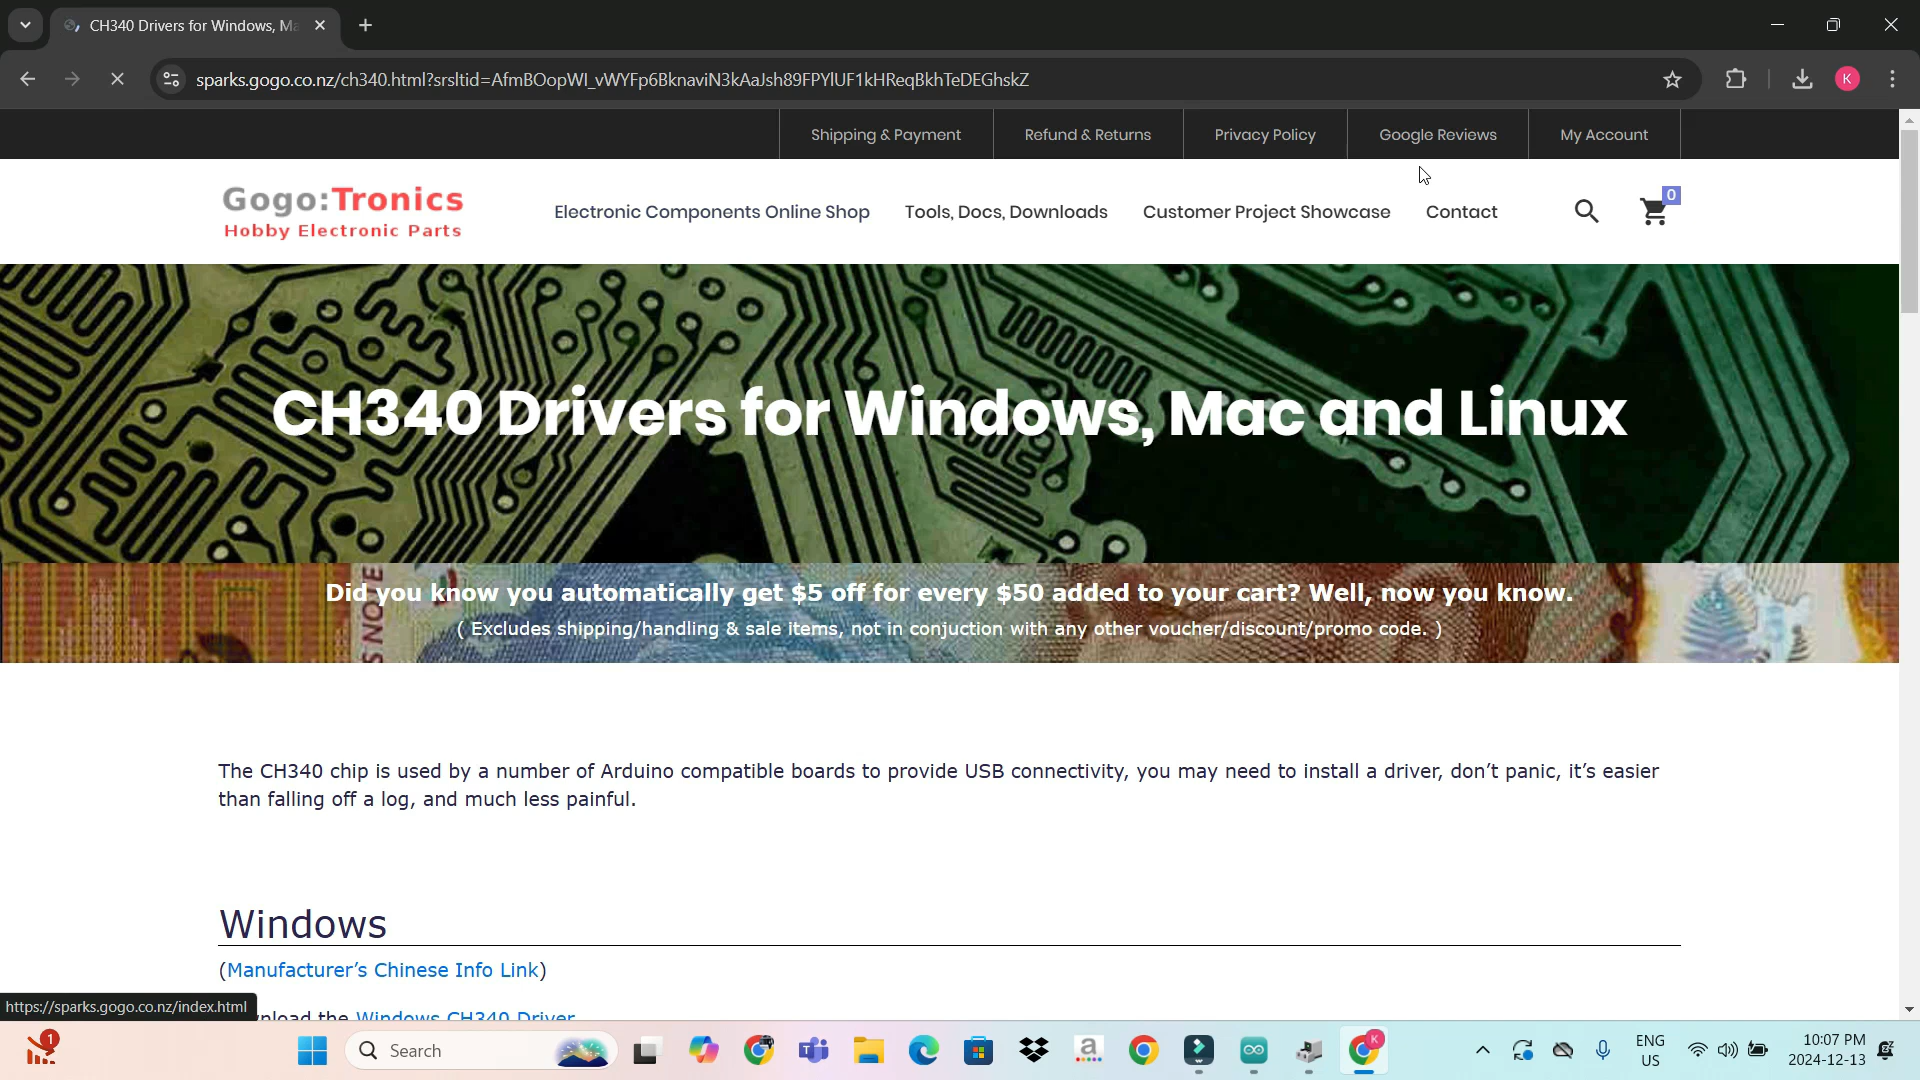 CH340 Drivers for Windows, Ma
sparks.gogo.co.nz/ch340.html?srsltid=AfmBOopWI_vWYFp6BknaviN3kAaJsh89FPYlUF1kHReqBkhTeDEGhskZ
K
Shipping & Payment
Refund & Returns
Privacy Policy
Google Reviews
My Account
Gogo:Tronics
Hobby Electronic Parts
Electronic Components Online Shop
Tools, Docs, Downloads
Customer Project Showcase
Contact
0
CH340 Drivers for Windows, Mac and Linux
Did you know you automatically get $5 off for every $50 added to your cart? Well, now you know.
( Excludes shipping/handling & sale items, not in conjuction with any other voucher/discount/promo code. )
The CH340 chip is used by a number of Arduino compatible boards to provide USB connectivity, you may need to install a driver, don't panic, it's easier
than falling off a log, and much less painful.
Windows
(Manufacturer's Chinese Info Link)
the Windows CH340 Driver
https://sparks.gogo.co.nz/index.html
1
Search
K
ENG
US
10:07 PM
2024-12-13